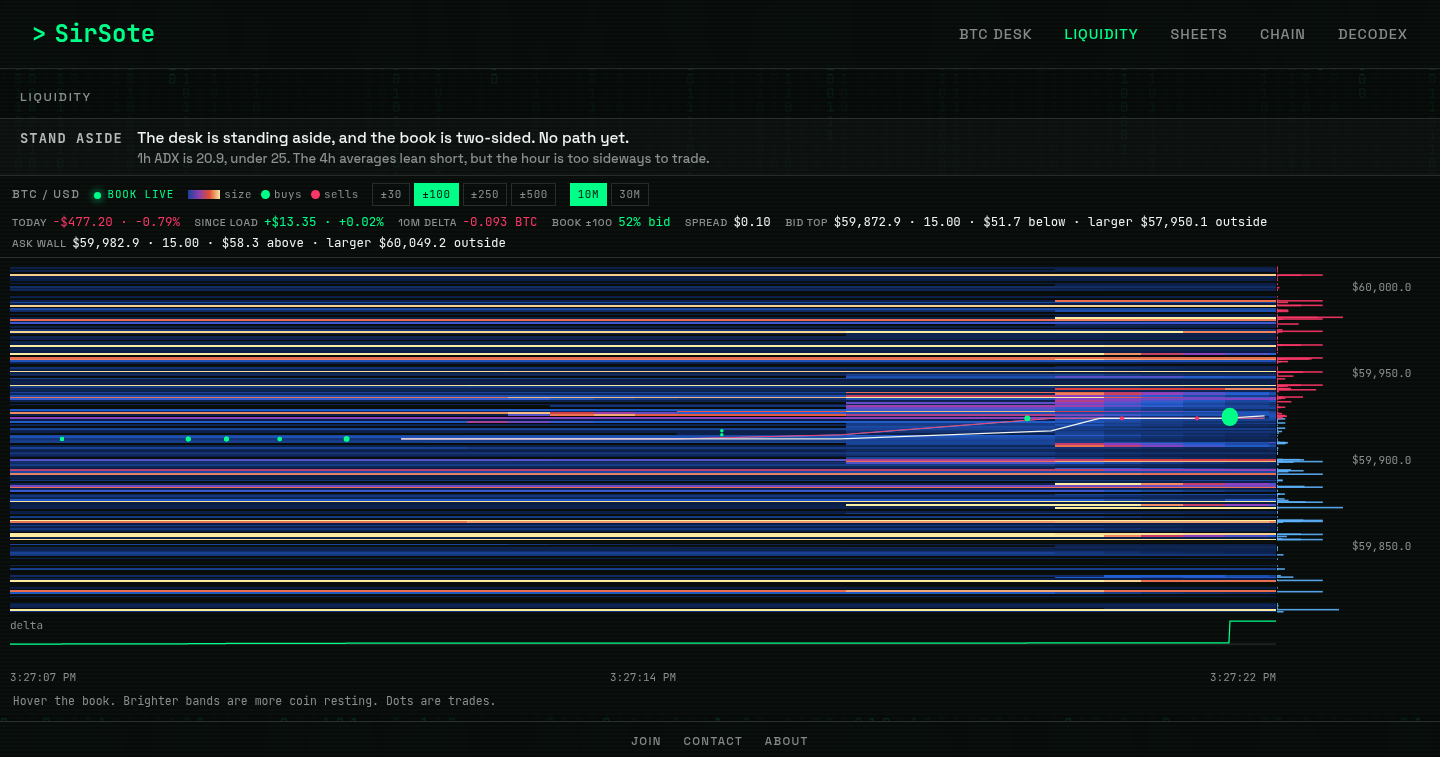 > SirSote
BTC DESK LIQUIDITY SHEETS CHAIN DECODEX
LIQUIDITY
STAND ASIDE The desk is standing aside, and the book is two-sided. No path yet.
1h ADX is 20.9, under 25. The 4h averages lean short, but the hour is too sideways to trade.
BTC / USD BOOK LIVE size buys sells ±30 ±100 ±250 ±500 10M 30M
TODAY -$477.20 · -0.79% SINCE LOAD +$13.35 · +0.02% 10M DELTA -0.093 BTC BOOK ±100 52% bid SPREAD $0.10 BID TOP $59,872.9 · 15.00 · $51.7 below · larger $57,950.1 outside
ASK WALL $59,982.9 · 15.00 · $58.3 above · larger $60,049.2 outside
$60,000.0
$59,950.0
$59,900.0
$59,850.0
delta
3:27:07 PM 3:27:14 PM 3:27:22 PM
Hover the book. Brighter bands are more coin resting. Dots are trades.
JOIN CONTACT ABOUT